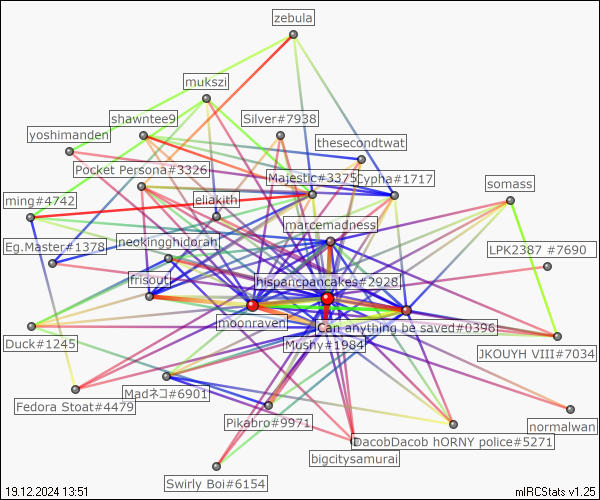 zebula
mukszi
shawntee9
Silver#7938
yoshimanden
thesecondtwat
Pocket Persona#3326
Majestic#3375
Cypha#1717
somass
ming#4742
eliakith
marcemadness
Eg.Master#1378
neokingghidorah
LPK2387 #7690
frisout
hispancpancakes#2928
moonraven
Can anything be saved#0396
Duck#1245
Mushy#1984
JKOUYH VIII#7034
Madネコ#6901
Fedora Stoat#4479
Pikabro#9971
normalwan
DacobDacob hORNY police#5271
bigcitysamurai
Swirly Boi#6154
19.12.2024 13:51
mIRCStats v1.25